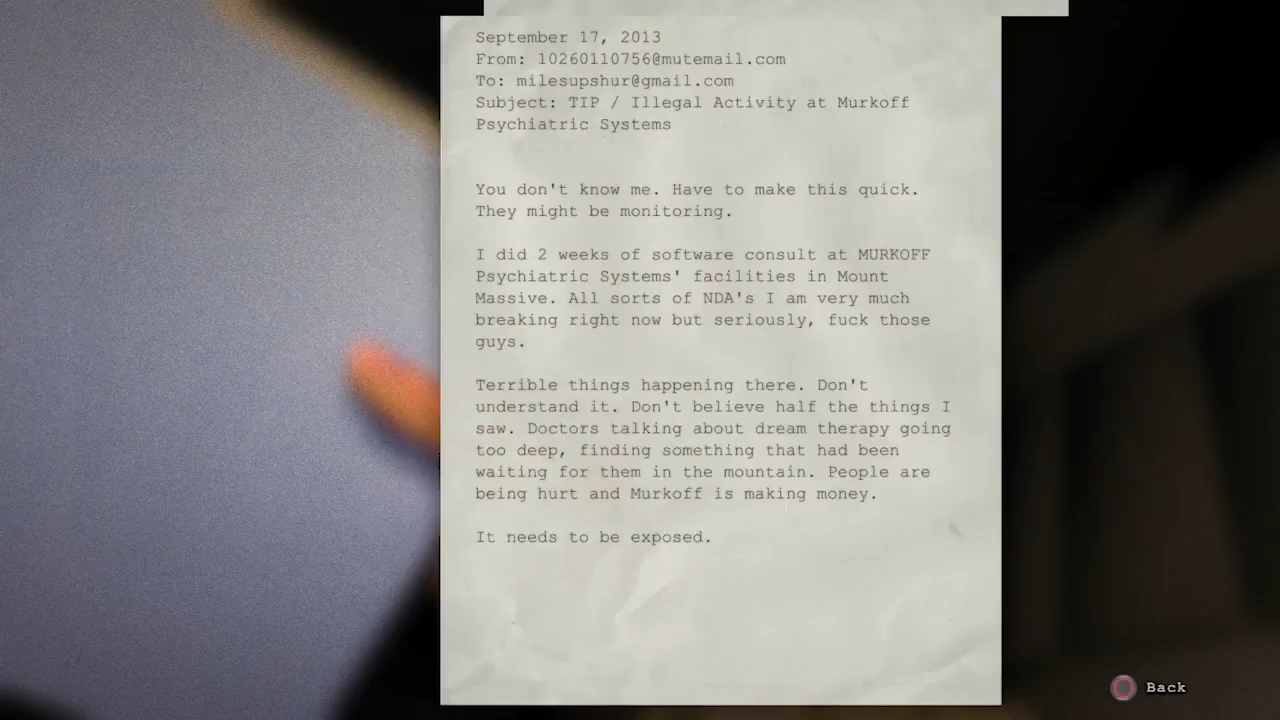 September 17, 2013
From: 10260110756@mutemail.com
To: milesupshur@gmail.com
Subject: TIP / Illegal Activity at Murkoff
Psychiatric Systems
You don't know me. Have to make this quick.
They might be monitoring.
I did 2 weeks of software consult at MURKOFF
Psychiatric Systems' facilities in Mount
Massive. All sorts of NDA's I am very much
breaking right now but seriously, fuck those
guys.
Terrible things happening there. Don't
understand it. Don't believe half the things I
saw. Doctors talking about dream therapy going
too deep, finding something that had been
waiting for them in the mountain. People are
being hurt and Murkoff is making money.
It needs to be exposed.
Back